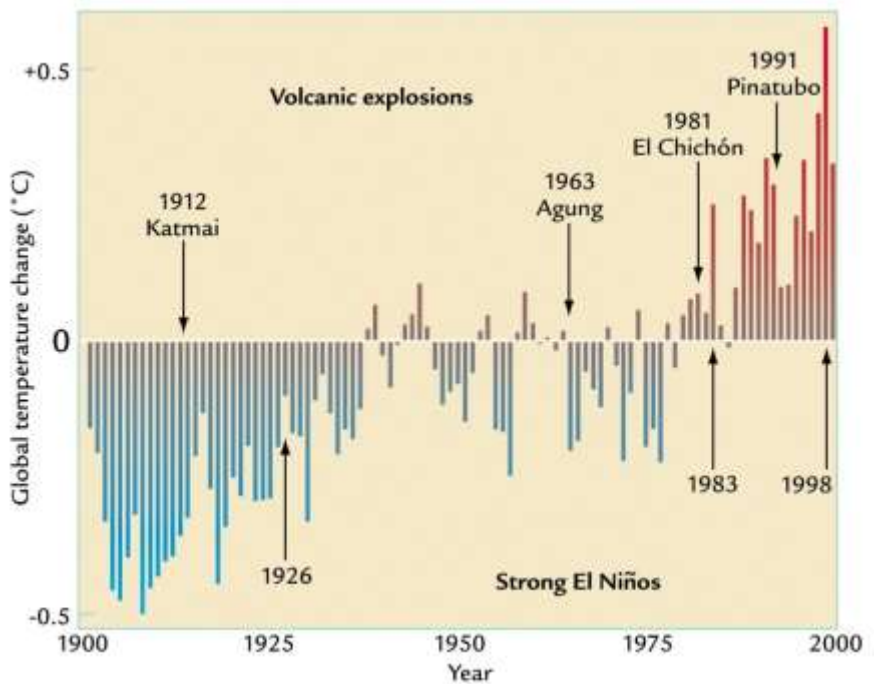 +0.5
Volcanic explosions
1991
Pinatubo
1981
El Chichón
1963
Agung
1912
Katmai
Global temperature change (°C)
0
1983
1998
1926
Strong El Niños
-0.5
1900
1925
1950
1975
2000
Year